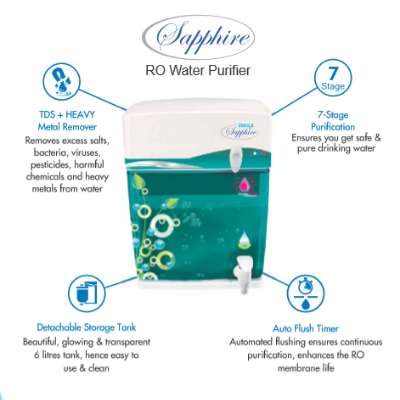 Sapphire
RO Water Purifier
TDS + HEAVY
Metal Remover
Removes excess salts,
bacteria, viruses,
pesticides, harmful
chemicals and heavy
metals from water
7
Stage
7-Stage
Purification
Ensures you get safe &
pure drinking water
Sapphire
Detachable Storage Tank
Beautiful, glowing & transparent
6 litres tank, hence easy to
use & clean
Auto Flush Timer
Automated flushing ensures continuous
purification, enhances the RO
membrane life